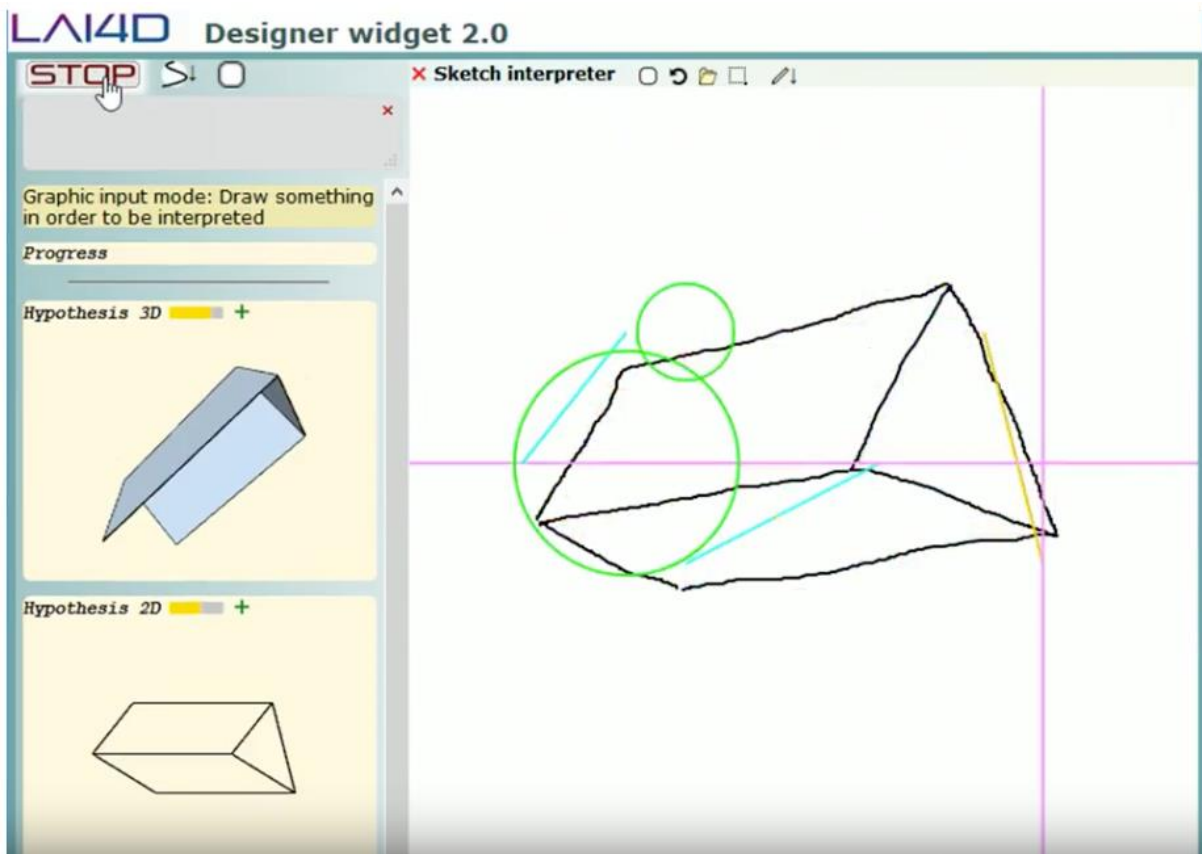 LAI4D Designer widget 2.0
STOP
Sketch interpreter
Graphic input mode: Draw something
in order to be interpreted
Progress
Hypothesis 3D
Hypothesis 2D